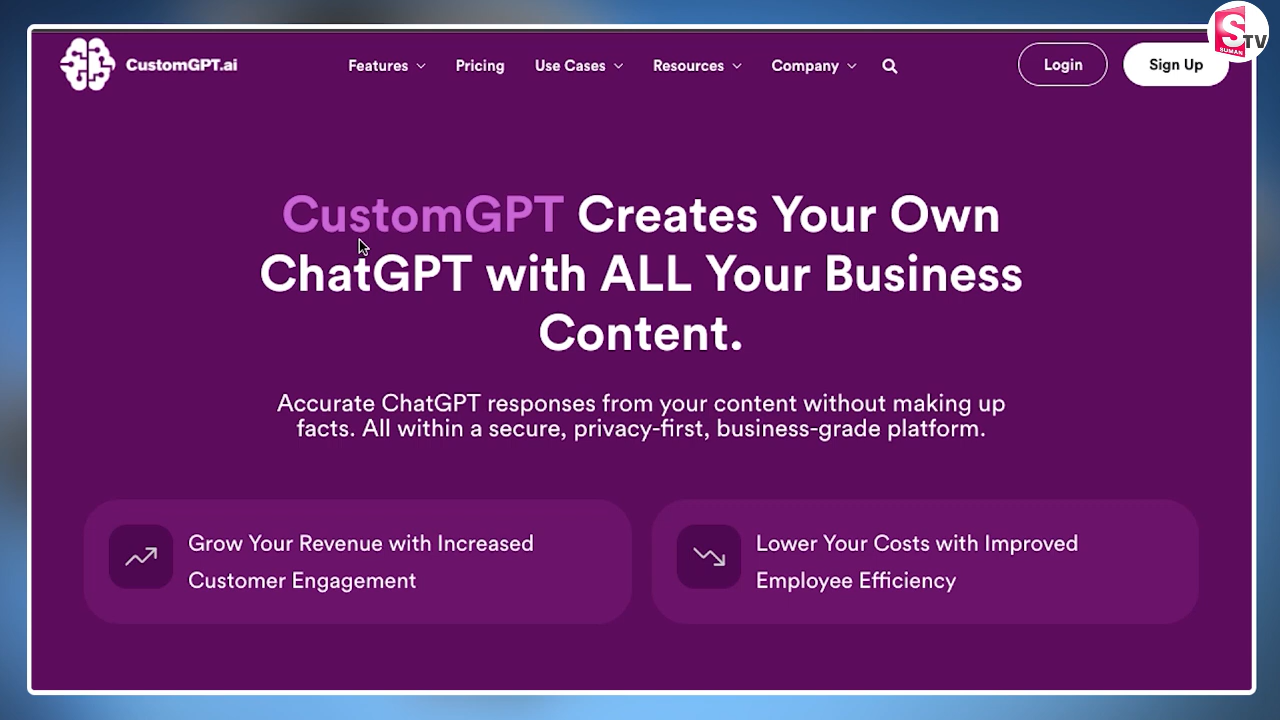 CustomGPT.ai
Features Pricing Use Cases Resources Company
Login
Sign Up
S TV
SUMAN
CustomGPT Creates Your Own
ChatGPT with ALL Your Business
Content.
Accurate ChatGPT responses from your content without making up
facts. All within a secure, privacy-first, business-grade platform.
Grow Your Revenue with Increased
Customer Engagement
Lower Your Costs with Improved
Employee Efficiency